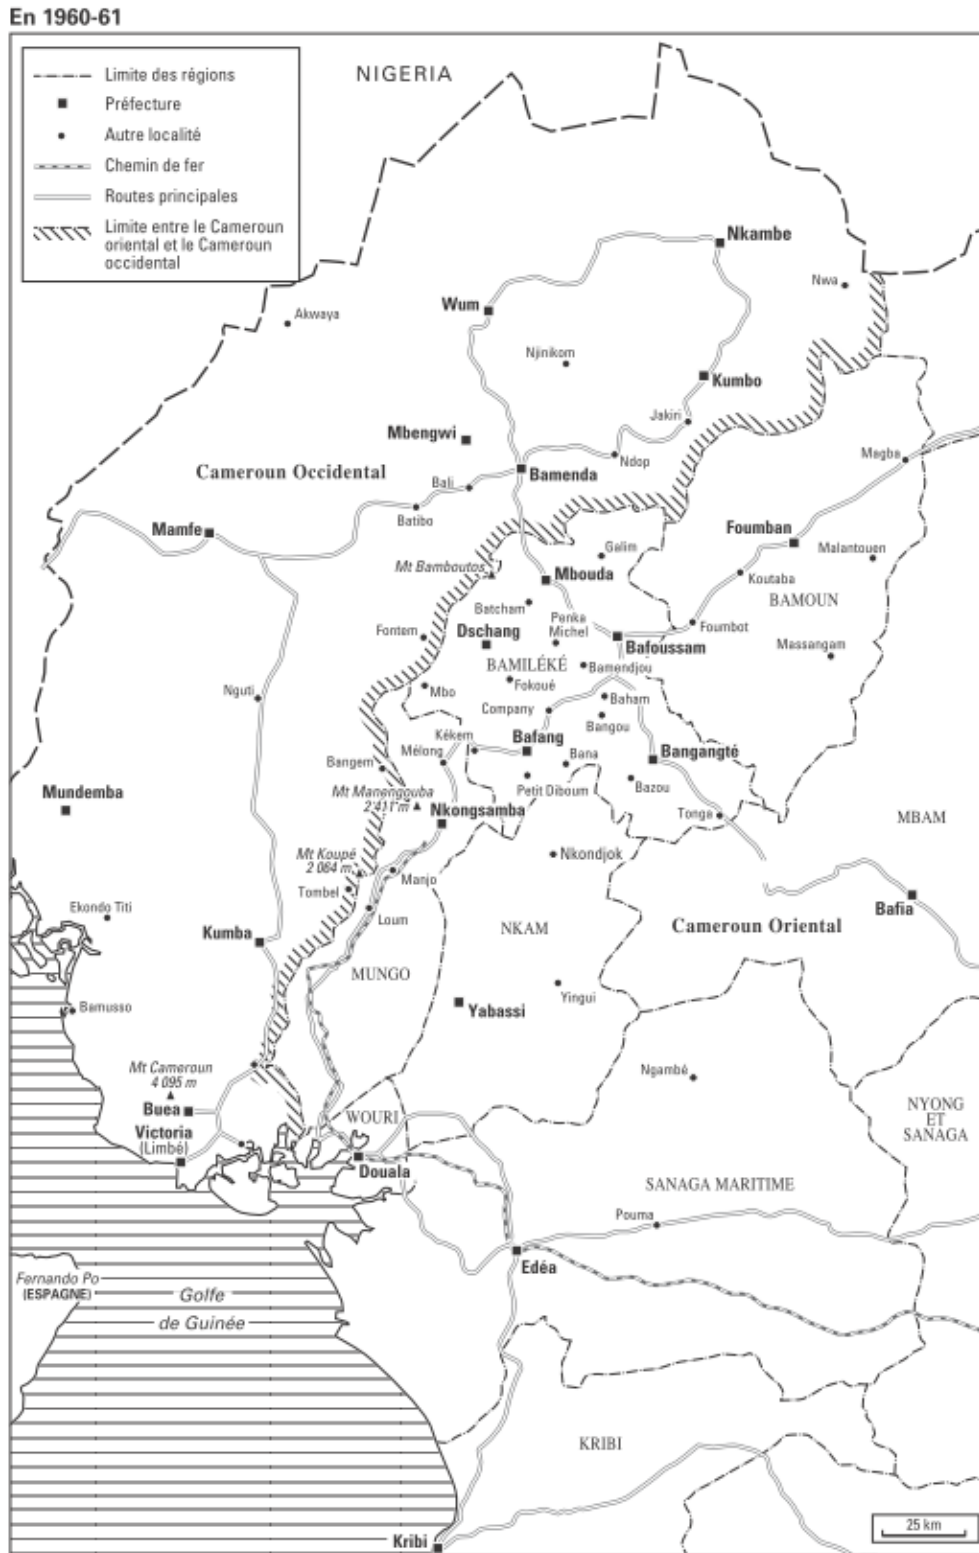 En 1960-61
Limite des régions
Préfecture
Autre localité
Chemin de fer
Routes principales
Limite entre le Cameroun
oriental et le Cameroun
occidental
NIGERIA
Nkambe
Nwa
Wum
Akwaya
Njinikom
Kumbo
Jakiri
Mbengwi
Ndop
Magba
Cameroun Occidental
Bamenda
Bali
Batibo
Mamfe
Foumban
Galim
Malantouen
Mt Bamboutos
Mbouda
Koutaba
BAMOUN
Batcham
Penka
Michel
Foumbot
Fontem
Dschang
Bafoussam
Massangam
BAMILÉKÉ
Bamendjou
Fokoué
Mbo
Baham
Nguti
Company
Bangou
Kékem
Bafang
Bangangté
Mélong
Bana
Bangem
Petit Diboum
Bazou
Mt Manengouba
2 411 m
Mundemba
Nkongsamba
Tonga
MBAM
Mt Koupé
2 064 m
Nkondjok
Manjo
Tombel
Bafia
Ekondo Titi
Loum
NKAM
Cameroun Oriental
Kumba
MUNGO
Yingui
Bamusso
Yabassi
Mt Cameroun
4 095 m
Ngambé
Buea
WOURI
NYONG
ET
SANAGA
Victoria
(Limbé)
Douala
SANAGA MARITIME
Pouma
Edéa
Fernando Po
(ESPAGNE)
Golfe
de Guinée
KRIBI
25 km
Kribi